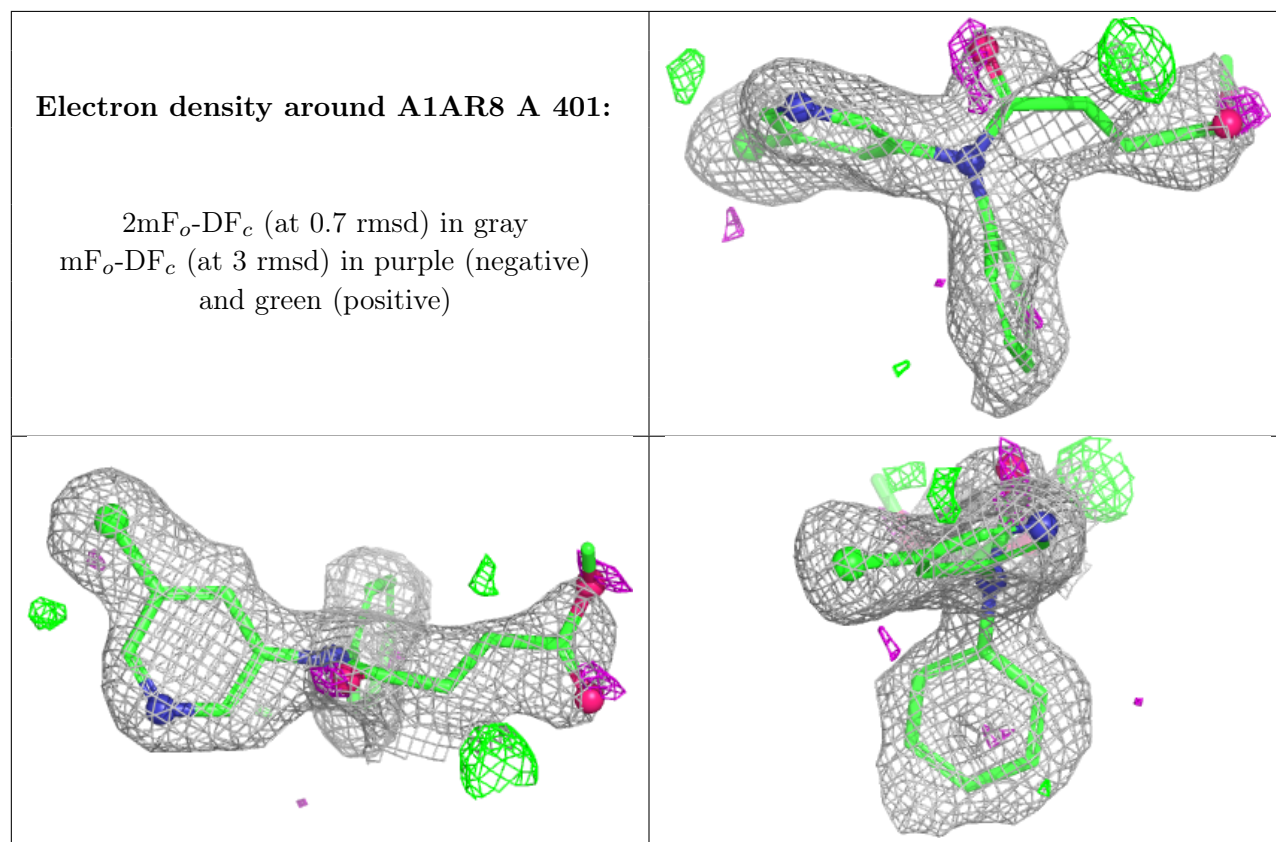 Electron density around A1AR8 A 401:
2mFo-DFc (at 0.7 rmsd) in gray
mFo-DFc (at 3 rmsd) in purple (negative)
and green (positive)